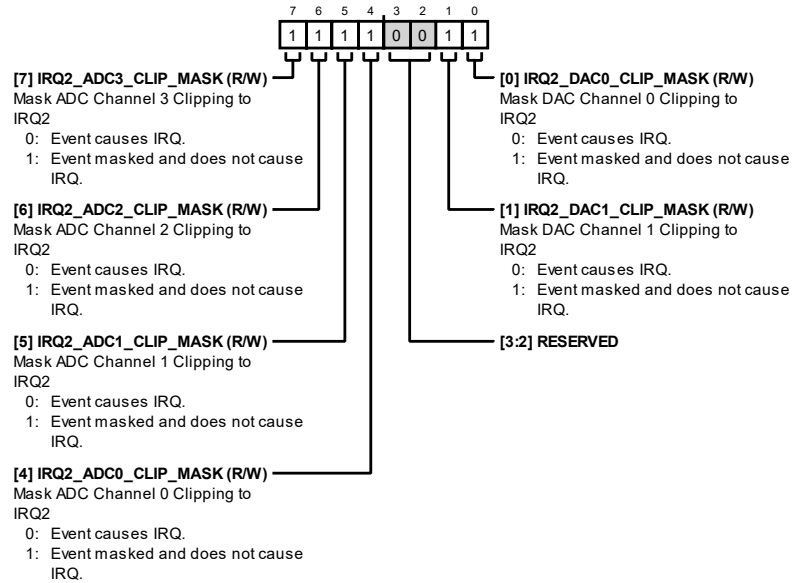 7 6 5 4 3 2 1 0
1 1 1 1 0 0 1 1
[7] IRQ2_ADC3_CLIP_MASK (R/W)
Mask ADC Channel 3 Clipping to
IRQ2
0: Event causes IRQ.
1: Event masked and does not cause
IRQ.
[6] IRQ2_ADC2_CLIP_MASK (R/W)
Mask ADC Channel 2 Clipping to
IRQ2
0: Event causes IRQ.
1: Event masked and does not cause
IRQ.
[5] IRQ2_ADC1_CLIP_MASK (R/W)
Mask ADC Channel 1 Clipping to
IRQ2
0: Event causes IRQ.
1: Event masked and does not cause
IRQ.
[4] IRQ2_ADC0_CLIP_MASK (R/W)
Mask ADC Channel 0 Clipping to
IRQ2
0: Event causes IRQ.
1: Event masked and does not cause
IRQ.
[0] IRQ2_DAC0_CLIP_MASK (R/W)
Mask DAC Channel 0 Clipping to
IRQ2
0: Event causes IRQ.
1: Event masked and does not cause
IRQ.
[1] IRQ2_DAC1_CLIP_MASK (R/W)
Mask DAC Channel 1 Clipping to
IRQ2
0: Event causes IRQ.
1: Event masked and does not cause
IRQ.
[3:2] RESERVED